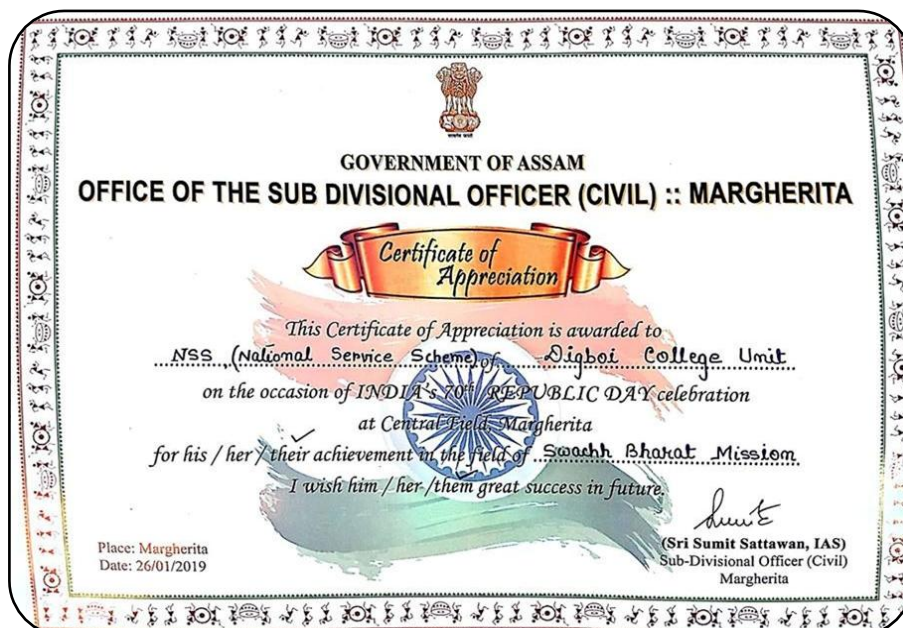 GOVERNMENT OF ASSAM
OFFICE OF THE SUB DIVISIONAL OFFICER (CIVIL) :: MARGHERITA
Certificate of
Appreciation
This Certificate of Appreciation is awarded to
NSS (National Service Scheme) of Digboi College Unit
on the occasion of INDIA's 70th REPUBLIC DAY celebration
at Central Field, Margherita
for his / her / their achievement in the field of Swachh Bharat Mission
I wish him / her / them great success in future.
(Sri Sumit Sattawan, IAS)
Sub-Divisional Officer (Civil)
Margherita
Place: Margherita
Date: 26/01/2019